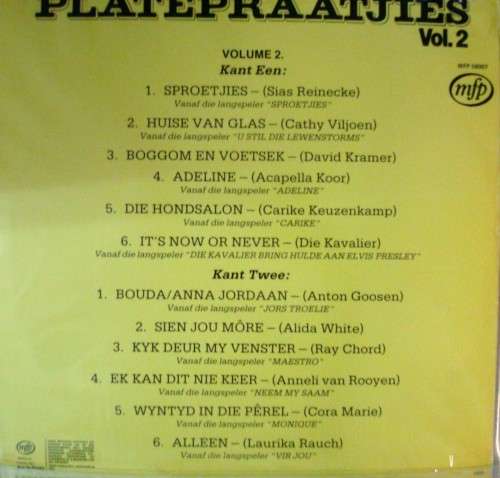 PLATEPRAATJIES
Vol. 2
VOLUME 2.
mfp
Kant Een:
1. SPROETJIES – (Sias Reinecke)
Vanaf die langspeler "SPROETJIES"
2. HUISE VAN GLAS – (Cathy Viljoen)
Vanaf die langspeler "U STIL DIE LEWENSTORMS"
3. BOGGOM EN VOETSEK – (David Kramer)
4. ADELINE – (Acapella Koor)
Vanaf die langspeler "ADELINE"
5. DIE HONDSALON – (Carike Keuzenkamp)
Vanaf die langspeler "CARIKE"
6. IT'S NOW OR NEVER – (Die Kavalier)
Vanaf die langspeler "DIE KAVALIER BRING HULDE AAN ELVIS PRESLEY"
Kant Twee:
1. BOUDA/ANNA JORDAAN – (Anton Goosen)
Vanaf die langspeler "JORS TROELIE"
2. SIEN JOU MÔRE – (Alida White)
3. KYK DEUR MY VENSTER – (Ray Chord)
Vanaf die langspeler "MAESTRO"
4. EK KAN DIT NIE KEER – (Anneli van Rooyen)
Vanaf die langspeler "NEEM MY SAAM"
5. WYNTYD IN DIE PÊREL – (Cora Marie)
Vanaf die langspeler "MONIQUE"
6. ALLEEN – (Laurika Rauch)
Vanaf die langspeler "VIR JOU"
mfp